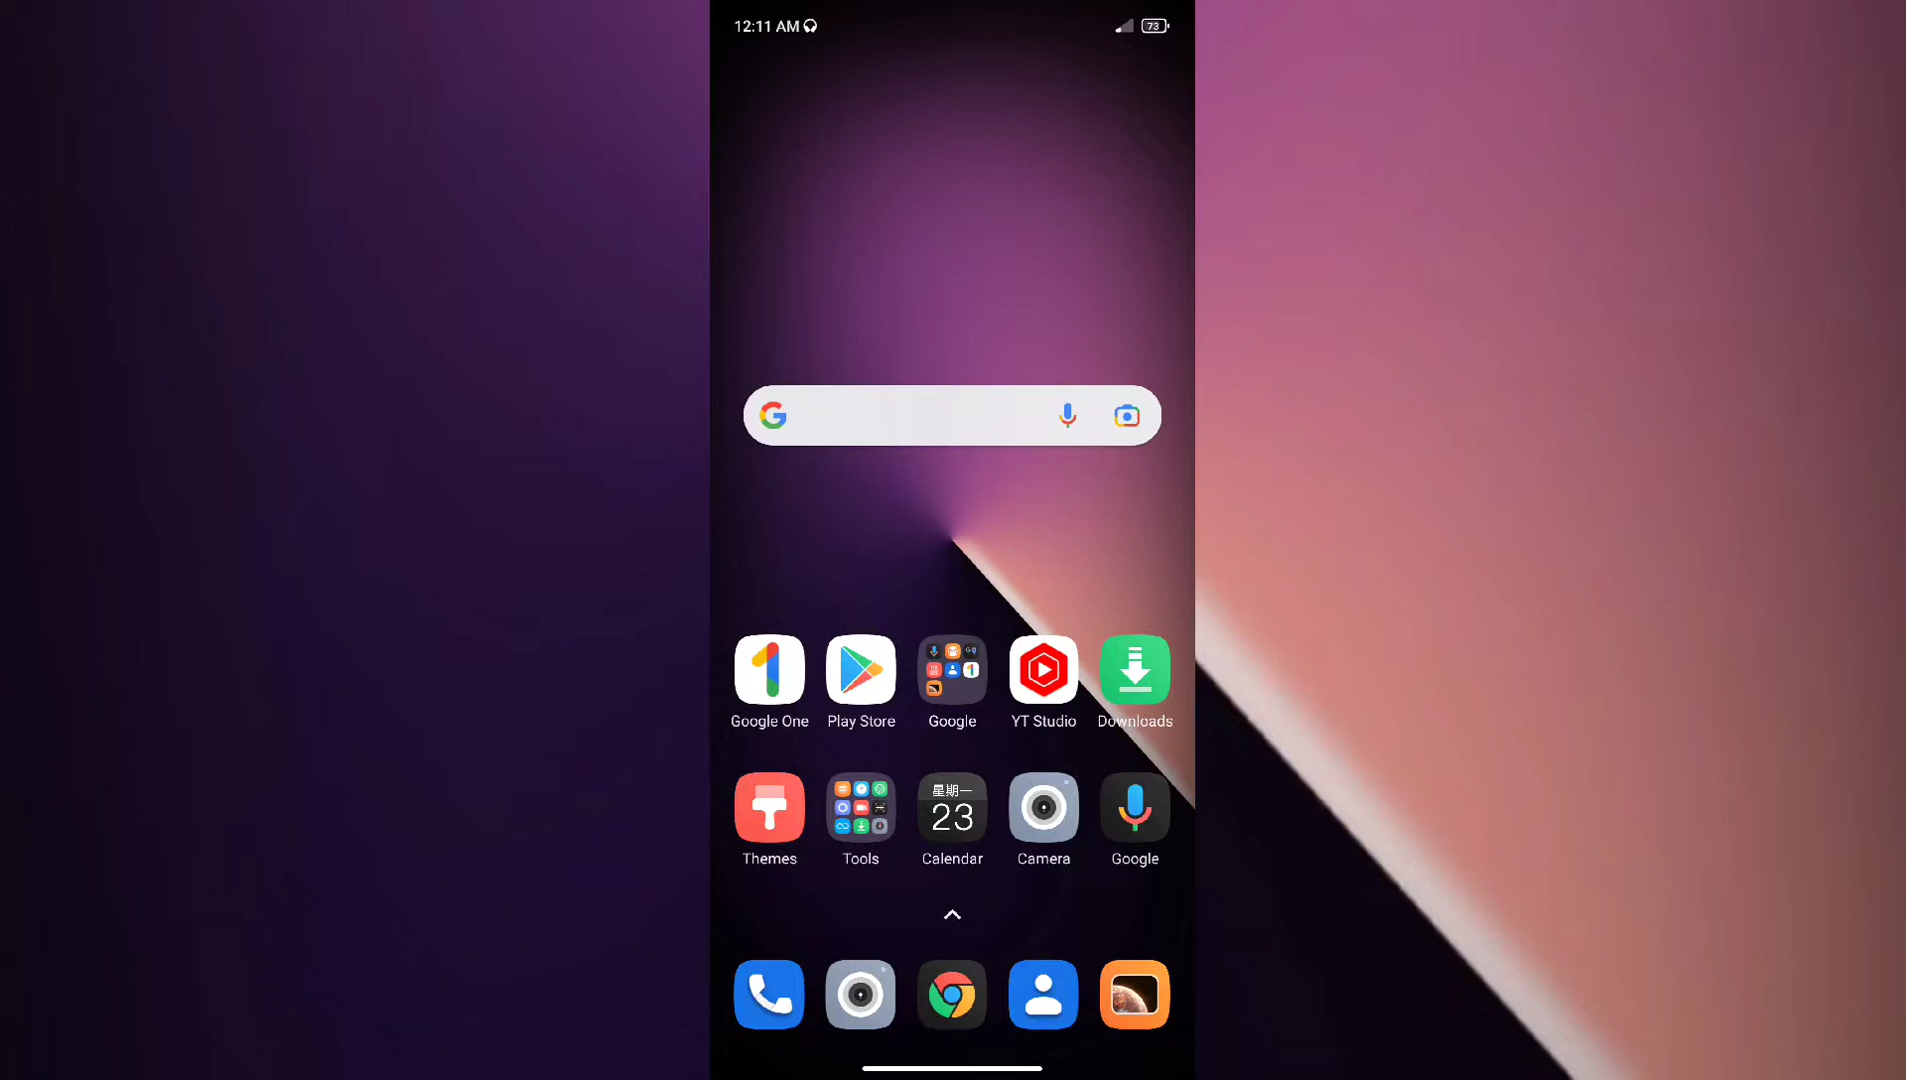 12:11 AM
73
Google One
Play Store
Google
YT Studio
Downloads
星期一
23
Themes
Tools
Calendar
Camera
Google